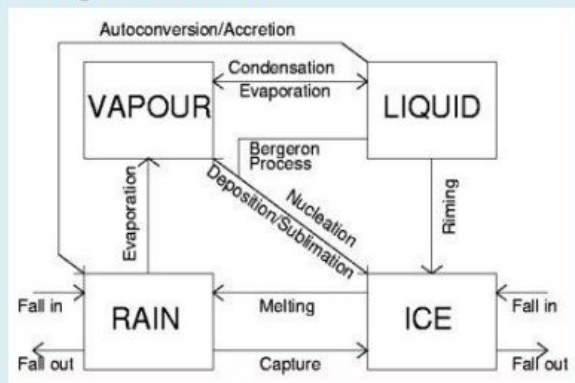 Autoconversion/Accretion
Condensation
VAPOUR
Evaporation
LIQUID
Bergeron
Process
Nucleation
Deposition/Sublimation
Evaporation
Riming
Fall in
RAIN
Melting
ICE
Fall in
Fall out
Capture
Fall out